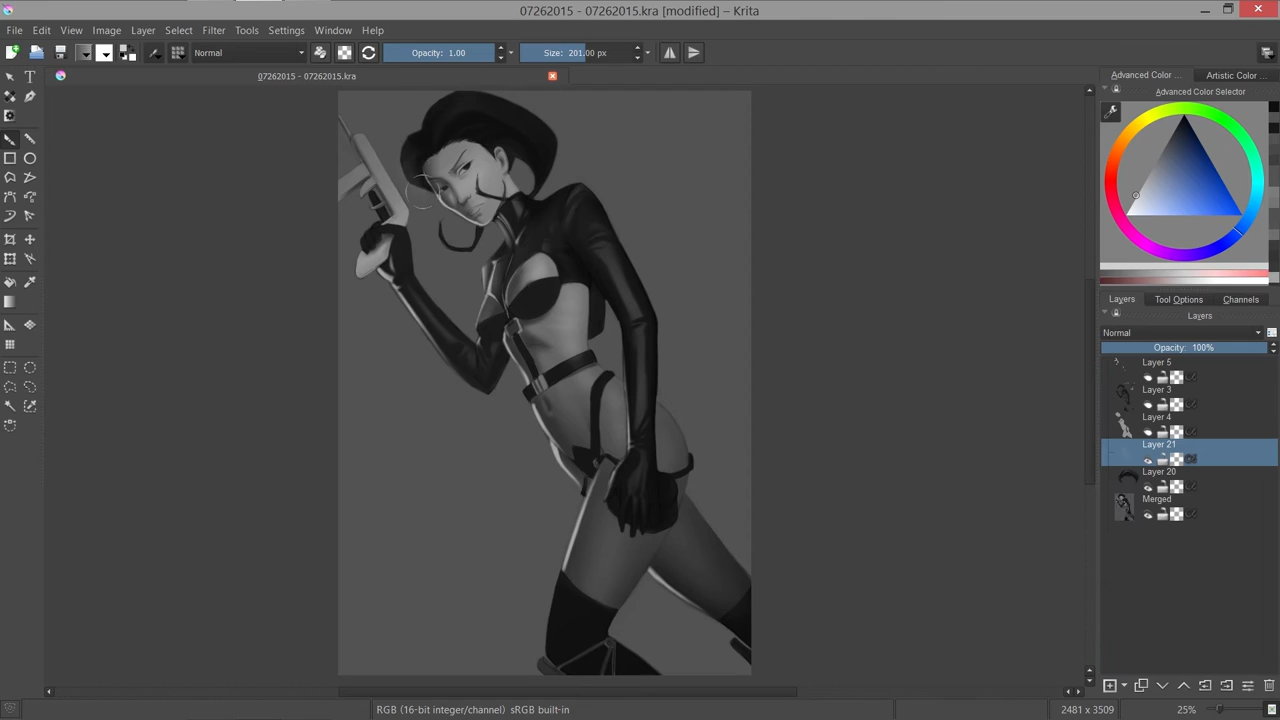 07262015 - 07262015.kra [modified] – Krita
File Edit View Image Layer Select Filter Tools Settings Window Help
Normal Opacity: 1.00 Size: 201.00 px
07262015 - 07262015.kra
Advanced Color ... Artistic Color ...
Advanced Color Selector
Layers Tool Options Channels
Layers
Normal
Opacity: 100%
Layer 5
Layer 3
Layer 4
Layer 21
Layer 20
Merged
RGB (16-bit integer/channel) sRGB built-in 2481 x 3509 25%